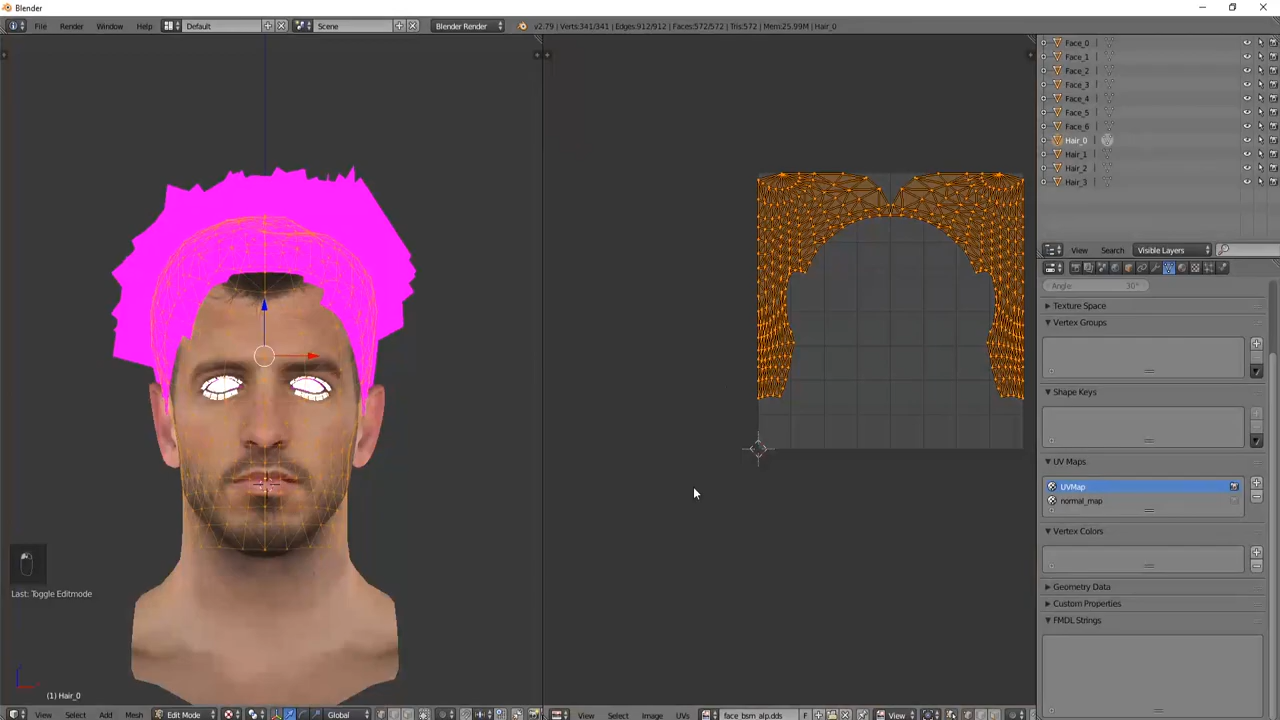 Blender
File Render Window Help Default Scene Blender Render v2.79 | Verts:341/341 | Edges:912/912 | Faces:572/572 | Tris:572 | Mem:25.99M | Hair_0
Face_0
Face_1
Face_2
Face_3
Face_4
Face_5
Face_6
Hair_0
Hair_1
Hair_2
Hair_3
View Search Visible Layers
Angle: 30°
Texture Space
Vertex Groups
Shape Keys
UV Maps
UVMap
normal_map
Vertex Colors
Geometry Data
Custom Properties
FMDL Strings
Last: Toggle Editmode
(1) Hair_0
View Select Add Mesh Edit Mode Global View Select Image UVs face_bsm_alp.dds F View